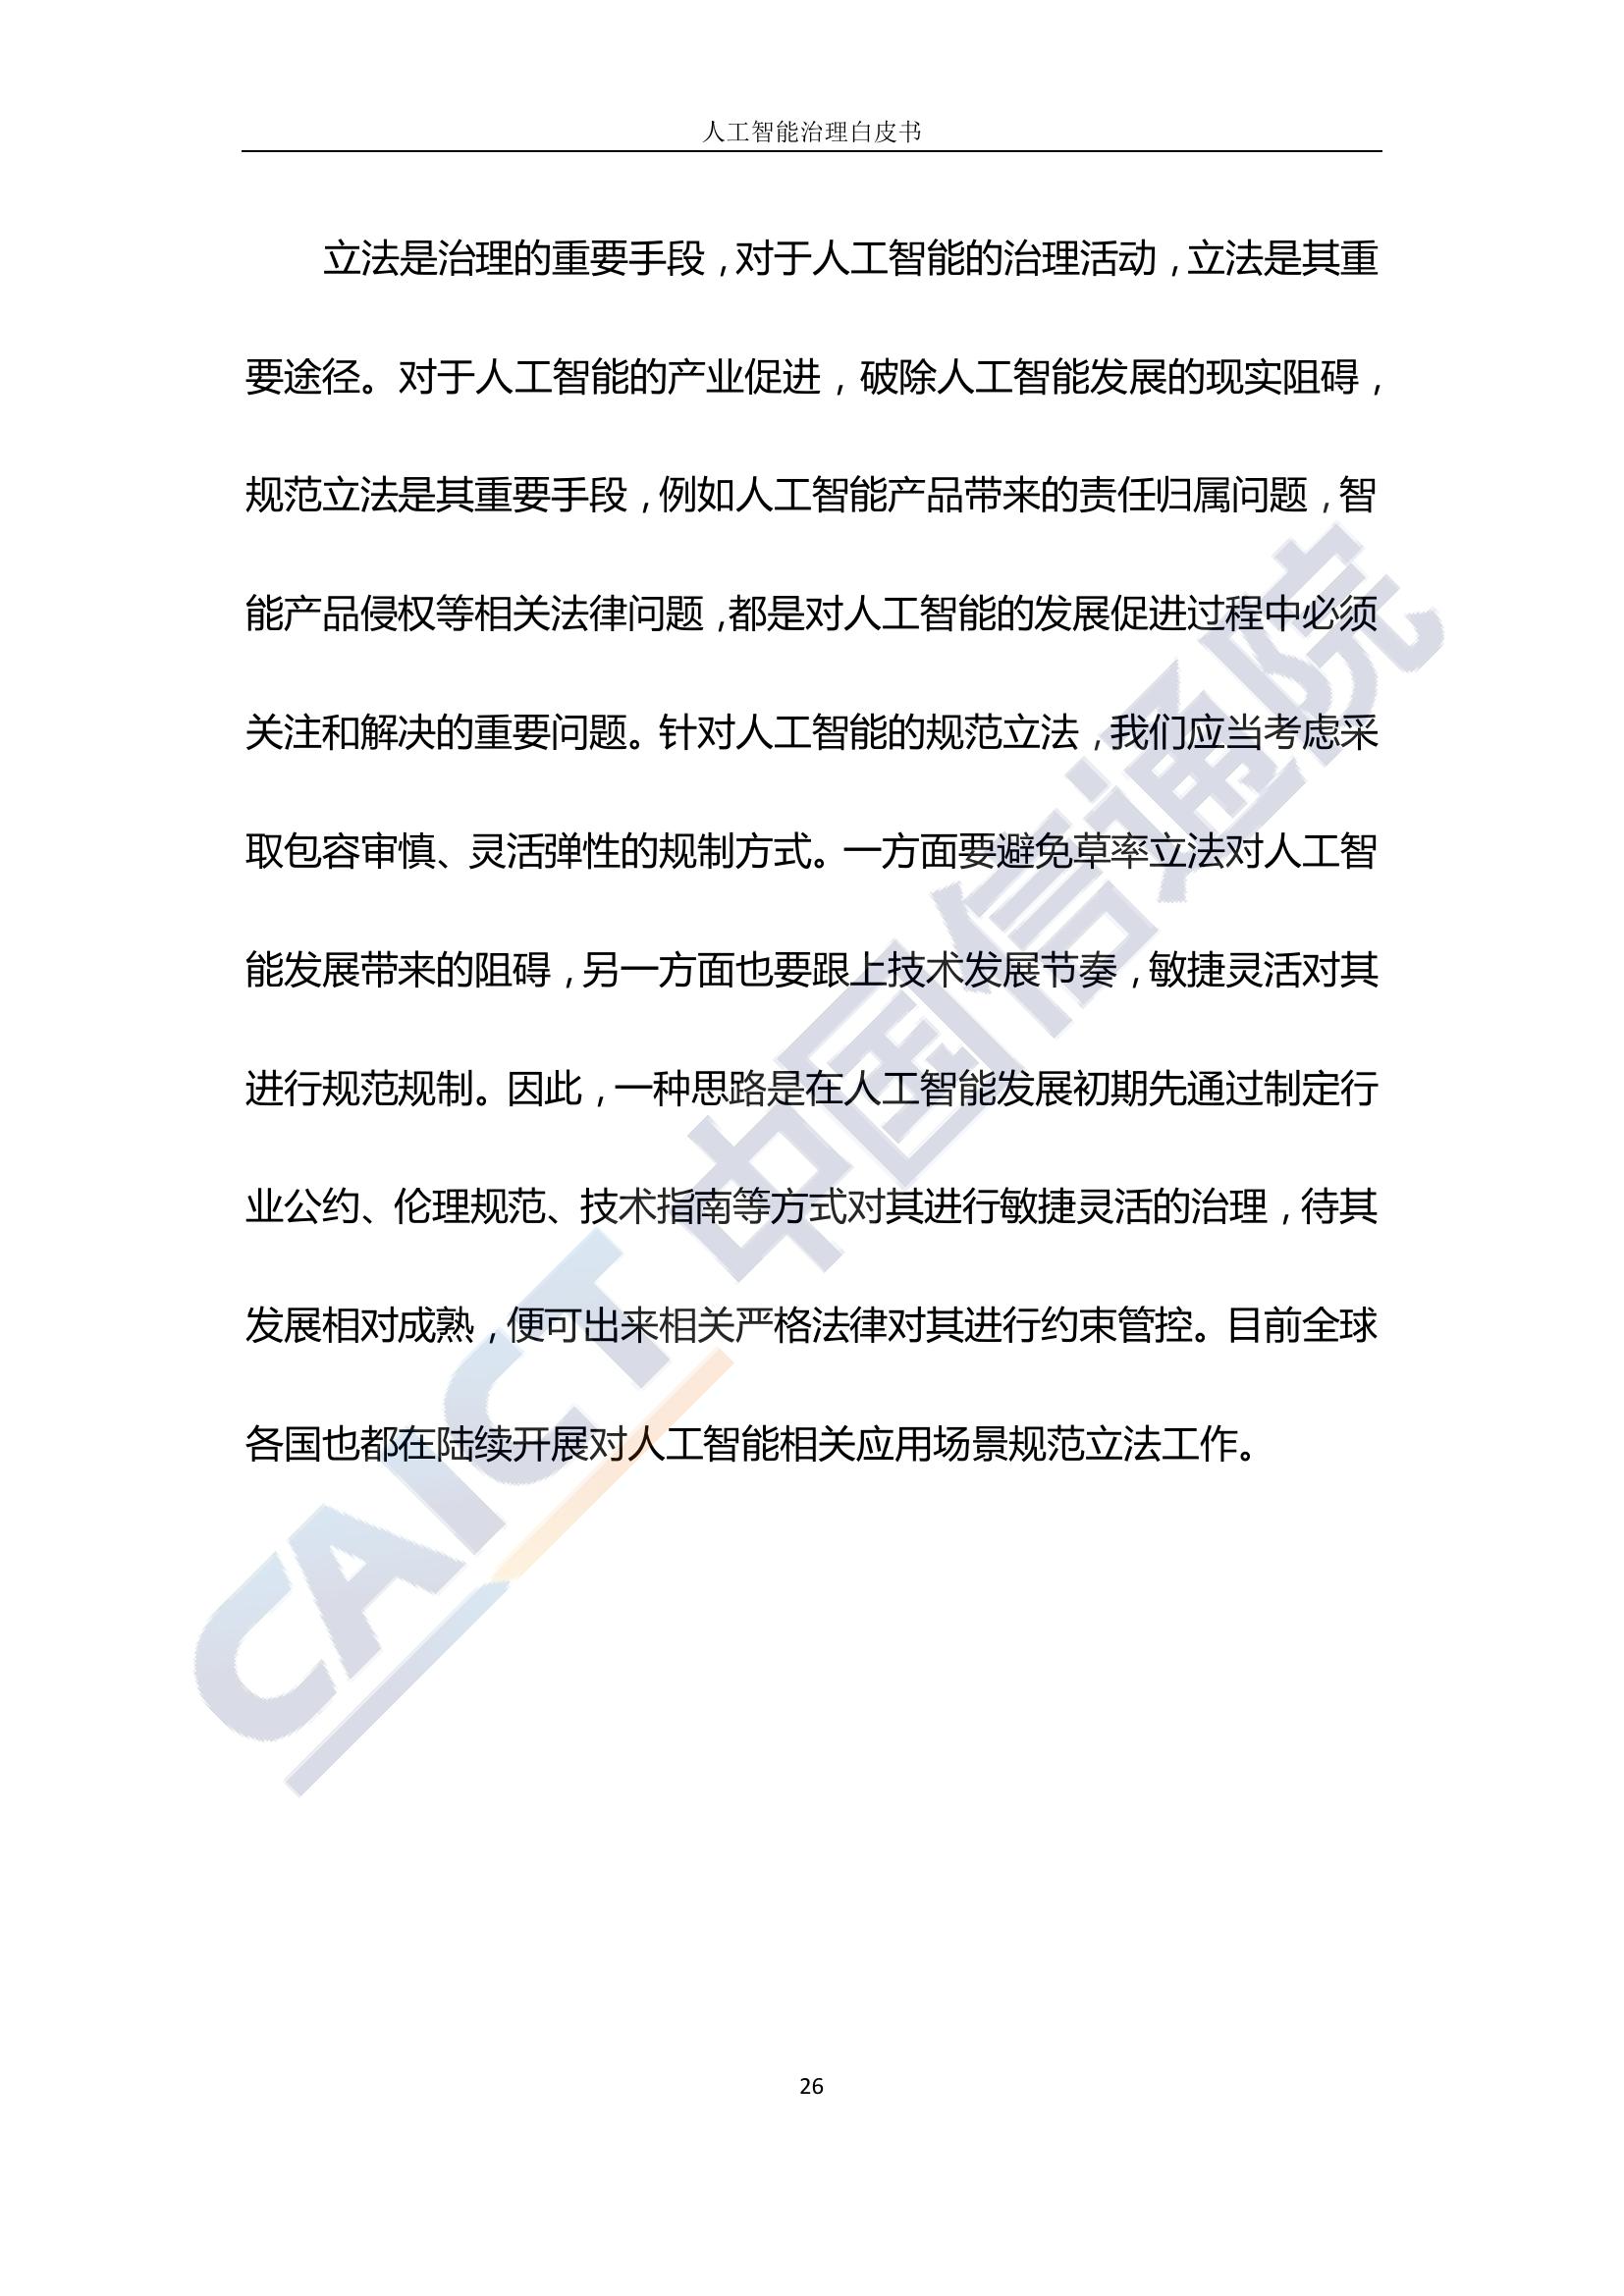 人工智能治理白皮书
立法是治理的重要手段，对于人工智能的治理活动，立法是其重
要途径。对于人工智能的产业促进，破除人工智能发展的现实阻碍，
规范立法是其重要手段，例如人工智能产品带来的责任归属问题，智
能产品侵权等相关法律问题，都是对人工智能的发展促进过程中必须
关注和解决的重要问题。针对人工智能的规范立法，我们应当考虑采
取包容审慎、灵活弹性的规制方式。一方面要避免草率立法对人工智
能发展带来的阻碍，另一方面也要跟上技术发展节奏，敏捷灵活对其
进行规范规制。因此，一种思路是在人工智能发展初期先通过制定行
业公约、伦理规范、技术指南等方式对其进行敏捷灵活的治理，待其
发展相对成熟，便可出来相关严格法律对其进行约束管控。目前全球
各国也都在陆续开展对人工智能相关应用场景规范立法工作。
CAICT 中国信通院
26